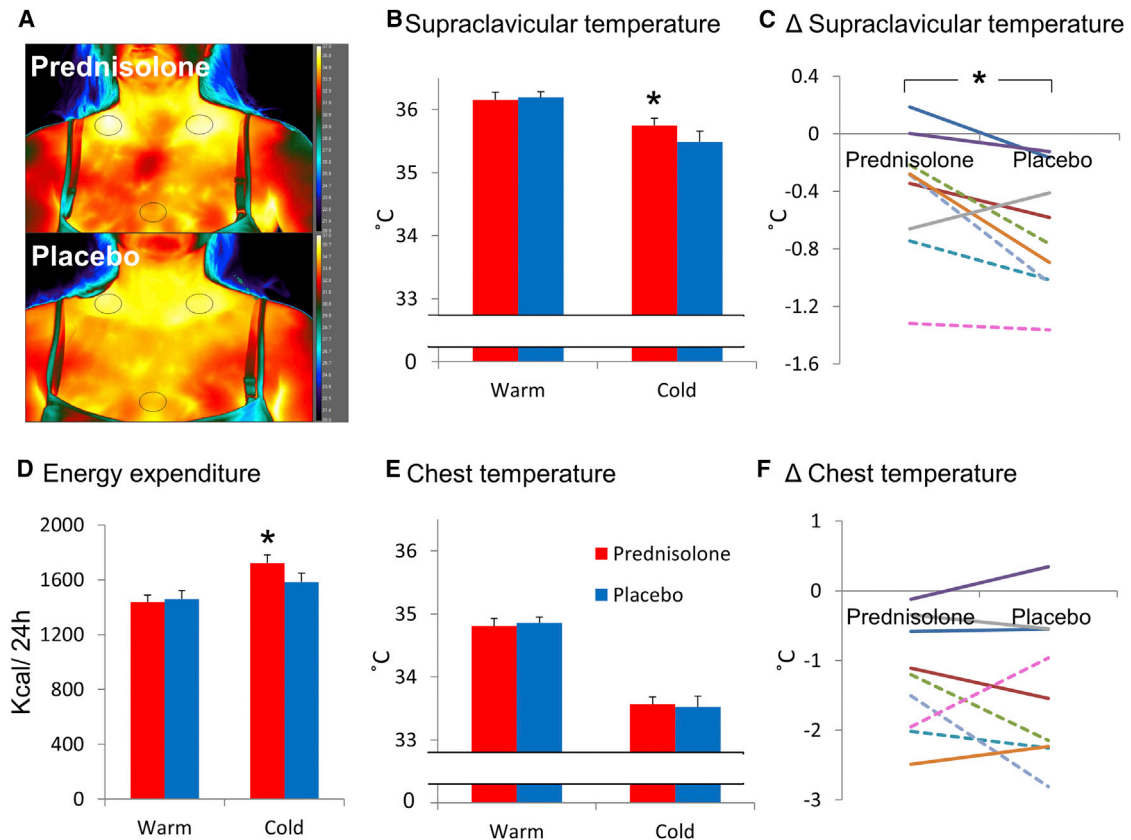 A
Prednisolone
Placebo
B Supraclavicular temperature
36
35
34
33
0
°C
*
Warm
Cold
C Δ Supraclavicular temperature
0.4
0
-0.4
-0.8
-1.2
-1.6
°C
*
Prednisolone
Placebo
D Energy expenditure
2000
1600
1200
800
400
0
Kcal/ 24h
*
Warm
Cold
E Chest temperature
36
35
34
33
0
°C
Prednisolone
Placebo
Warm
Cold
F Δ Chest temperature
1
0
-1
-2
-3
°C
Prednisolone
Placebo